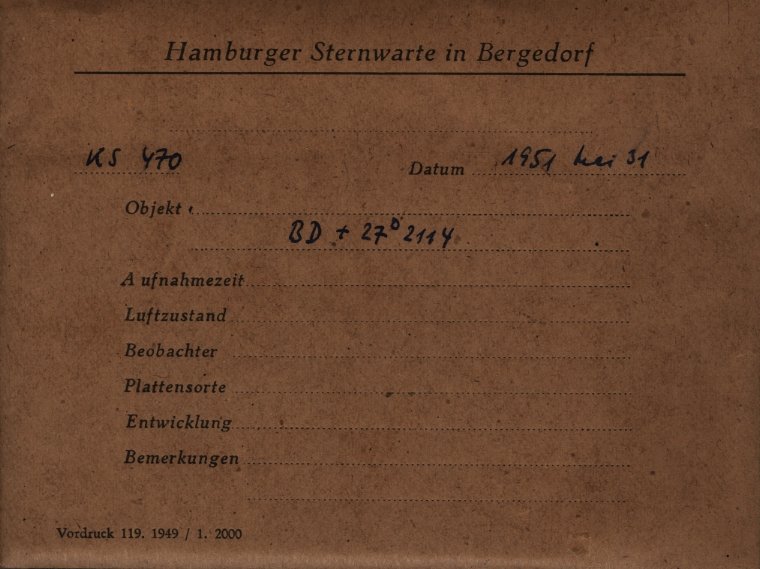 Hamburger Sternwarte in Bergedorf
KS 470 Datum 1951 Mai 31
Objekt
BD + 27° 2114
Aufnahmezeit
Luftzustand
Beobachter
Plattensorte
Entwicklung
Bemerkungen
Vordruck 119. 1949 / 1. 2000